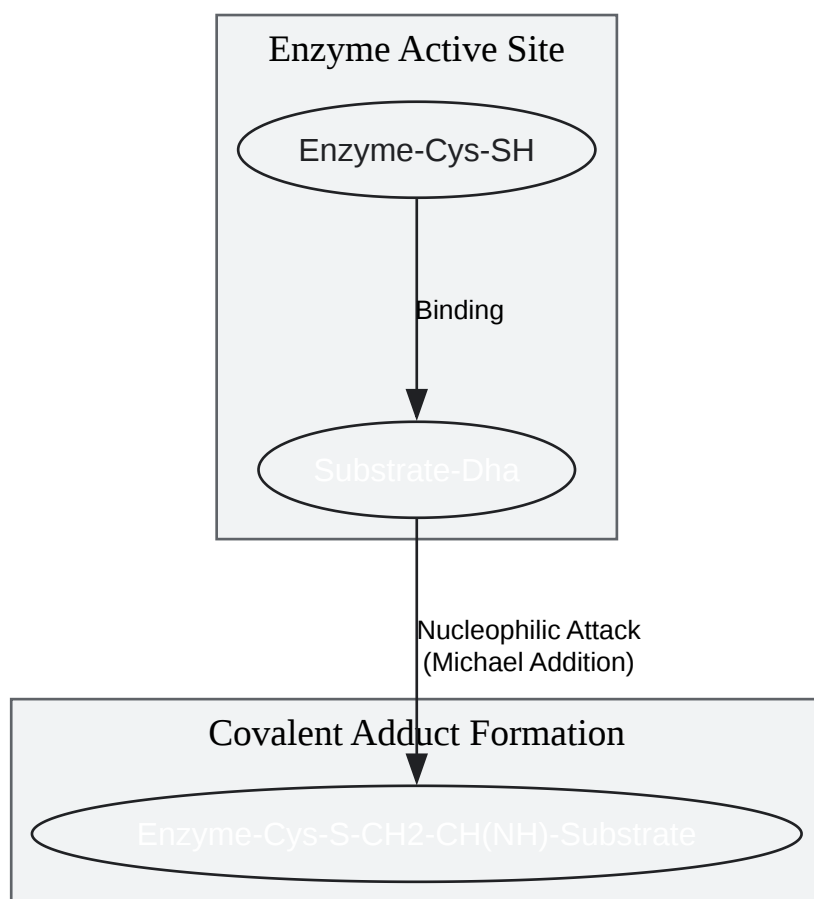 Enzyme Active Site
Enzyme-Cys-SH
Binding
Substrate-Dha
Nucleophilic Attack
(Michael Addition)
Covalent Adduct Formation
Enzyme-Cys-S-CH2-CH(NH)-Substrate